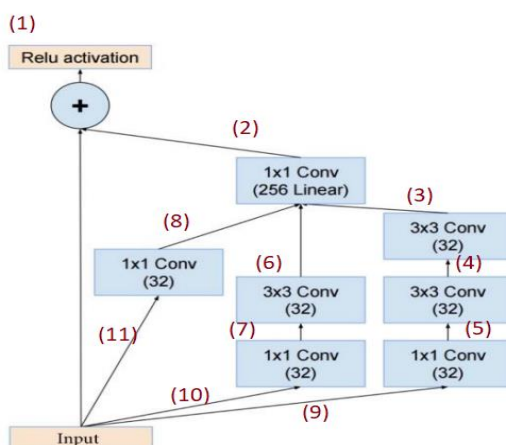 (1)
Relu activation
+
(2)
1x1 Conv
(256 Linear)
(3)
(8)
3x3 Conv
(32)
1x1 Conv
(32)
(6)
(4)
3x3 Conv
(32)
3x3 Conv
(32)
(11)
(7)
(5)
1x1 Conv
(32)
1x1 Conv
(32)
(10)
(9)
Input